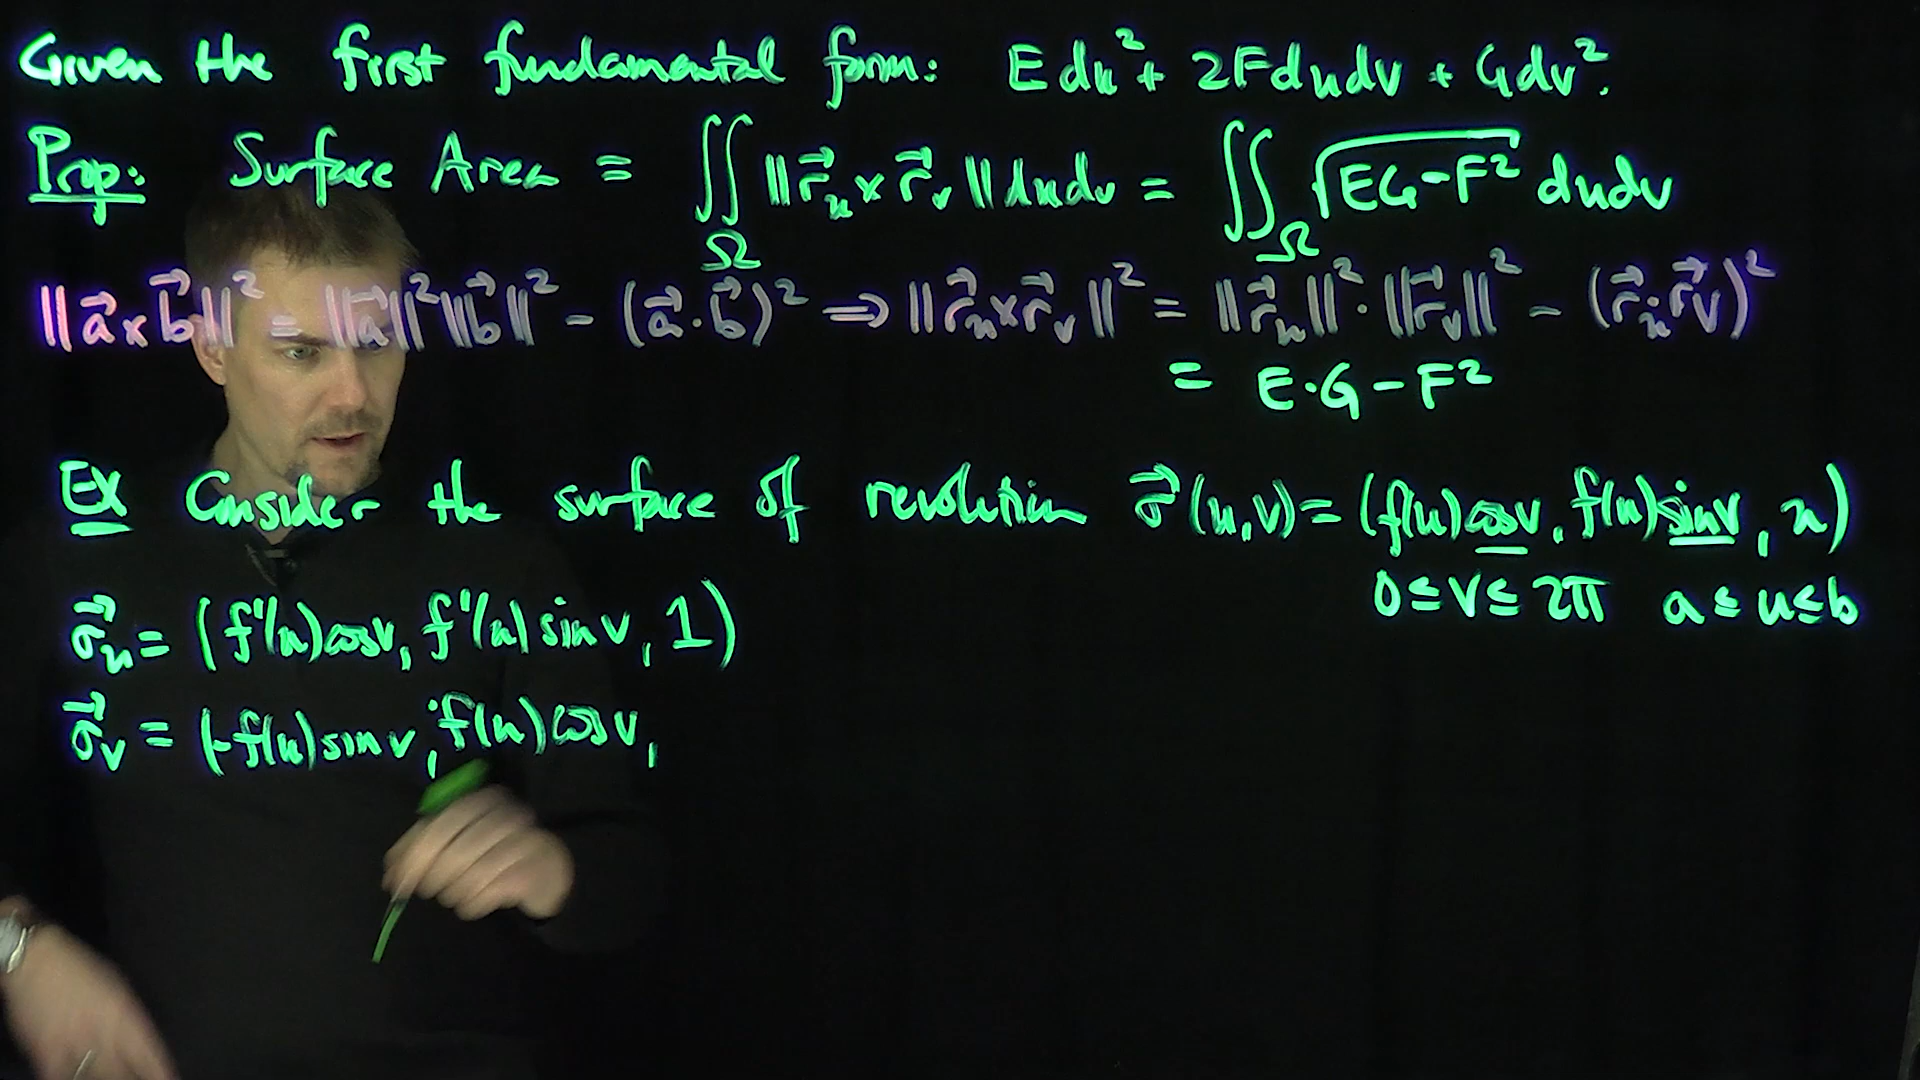 Given the first fundamental form: E du² + 2F du dv + G dv².
Prop: Surface Area = ∬_Ω ‖r⃗_u × r⃗_v‖ du dv = ∬_Ω √(EG-F²) du dv
‖a⃗ × b⃗‖² = ‖a⃗‖² ‖b⃗‖² - (a⃗ · b⃗)² ⇒ ‖r⃗_u × r⃗_v‖² = ‖r⃗_u‖² · ‖r⃗_v‖² - (r⃗_u · r⃗_v)²
= E·G - F²
Ex Consider the surface of revolution σ⃗(u,v) = (f(u) cos v, f(u) sin v, u)
0 ≤ v ≤ 2π a ≤ u ≤ b
σ⃗_u = (f'(u) cos v, f'(u) sin v, 1)
σ⃗_v = (-f(u) sin v, f(u) cos v,